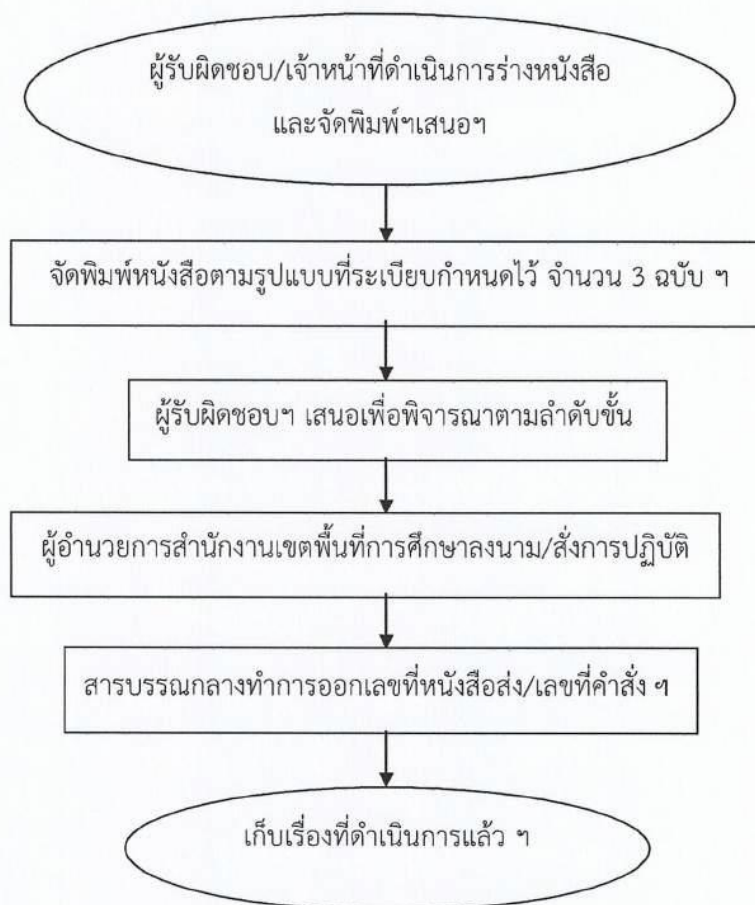 ผู้รับผิดชอบ/เจ้าหน้าที่ดำเนินการร่างหนังสือ
และจัดพิมพ์ฯเสนอฯ
จัดพิมพ์หนังสือตามรูปแบบที่ระเบียบกำหนดไว้ จำนวน 3 ฉบับ ฯ
ผู้รับผิดชอบฯ เสนอเพื่อพิจารณาตามลำดับขั้น
ผู้อำนวยการสำนักงานเขตพื้นที่การศึกษาลงนาม/สั่งการปฏิบัติ
สารบรรณกลางทำการออกเลขที่หนังสือส่ง/เลขที่คำสั่ง ฯ
เก็บเรื่องที่ดำเนินการแล้ว ฯ